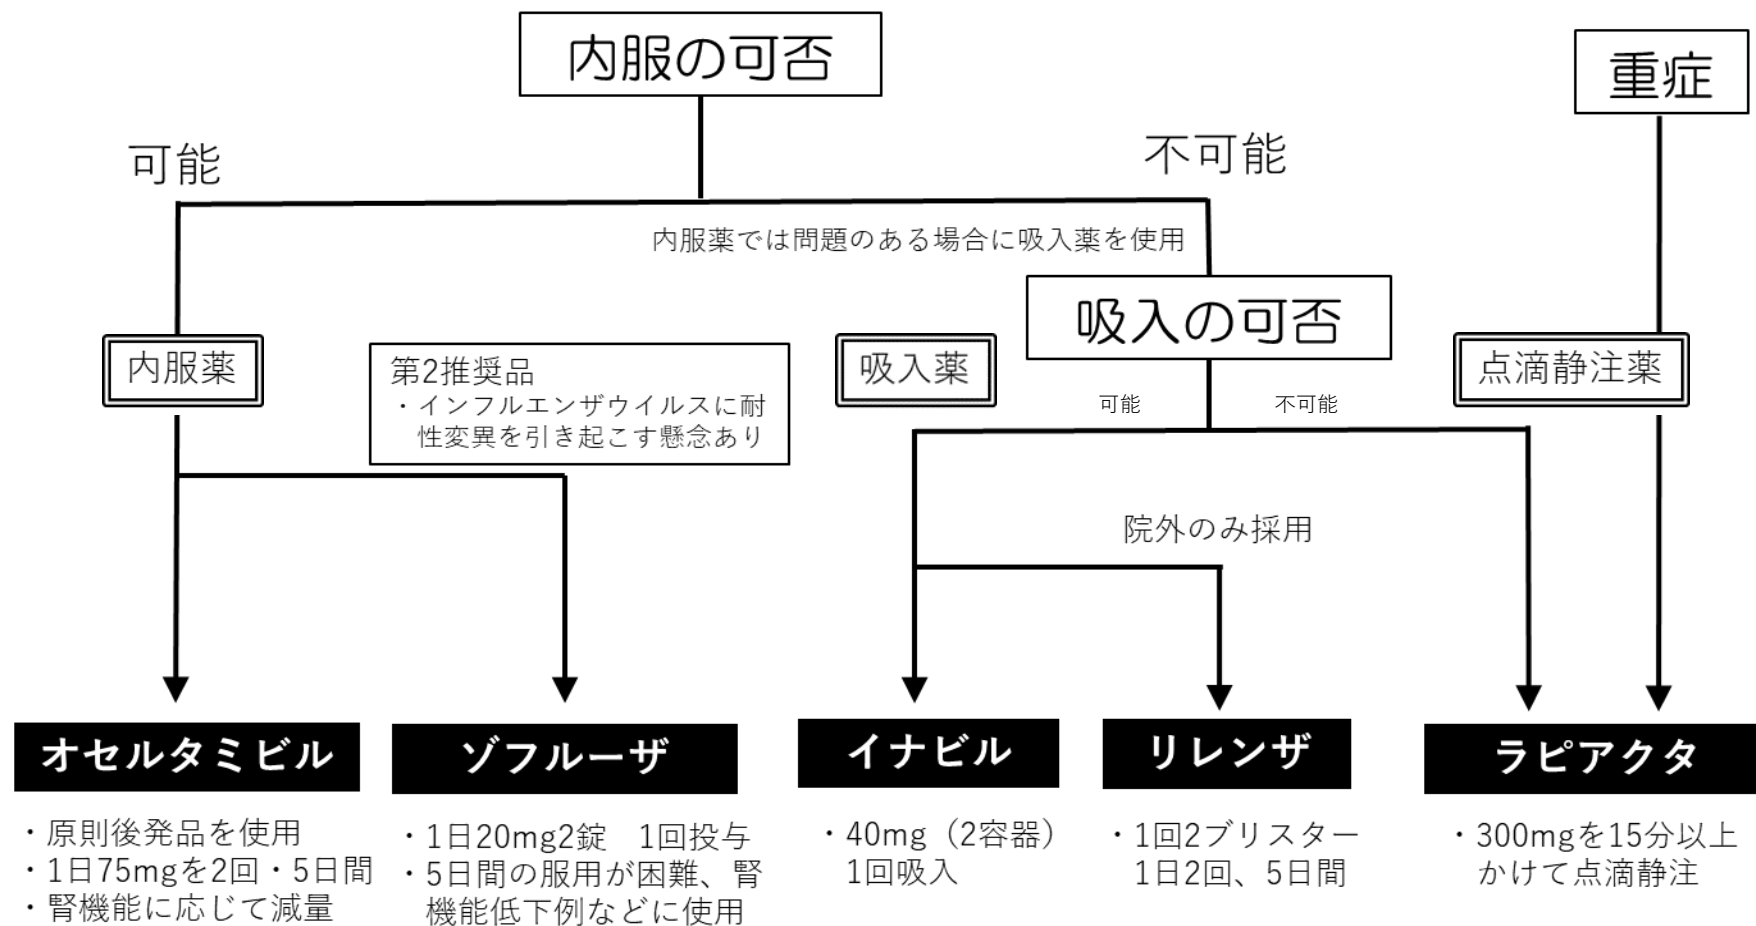 内服の可否
重症
可能
不可能
内服薬では問題のある場合に吸入薬を使用
吸入の可否
内服薬
第2推奨品
・インフルエンザウイルスに耐
性変異を引き起こす懸念あり
吸入薬
点滴静注薬
可能
不可能
院外のみ採用
オセルタミビル
・原則後発品を使用
・1日75mgを2回・5日間
・腎機能に応じて減量
ゾフルーザ
・1日20mg2錠　1回投与
・5日間の服用が困難、腎
機能低下例などに使用
イナビル
・40mg（2容器）
1回吸入
リレンザ
・1回2ブリスター
1日2回、5日間
ラピアクタ
・300mgを15分以上
かけて点滴静注